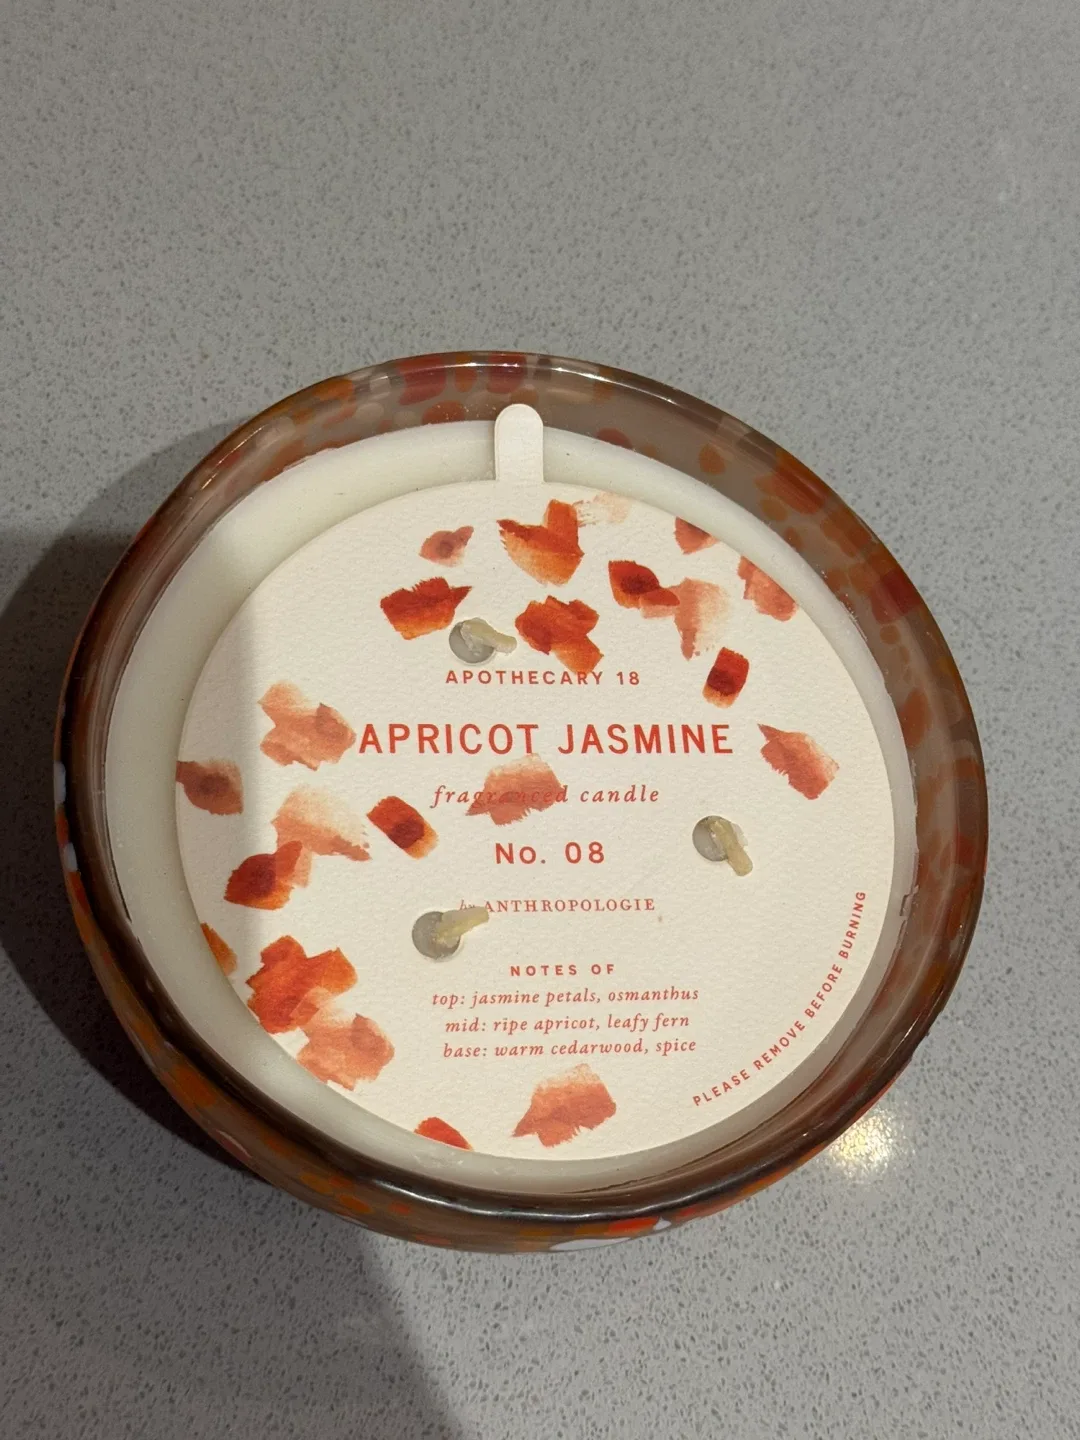 APOTHECARY 18
APRICOT JASMINE
fragranced candle
No. 08
by ANTHROPOLOGIE
NOTES OF
top: jasmine petals, osmanthus
mid: ripe apricot, leafy fern
base: warm cedarwood, spice
PLEASE REMOVE BEFORE BURNING